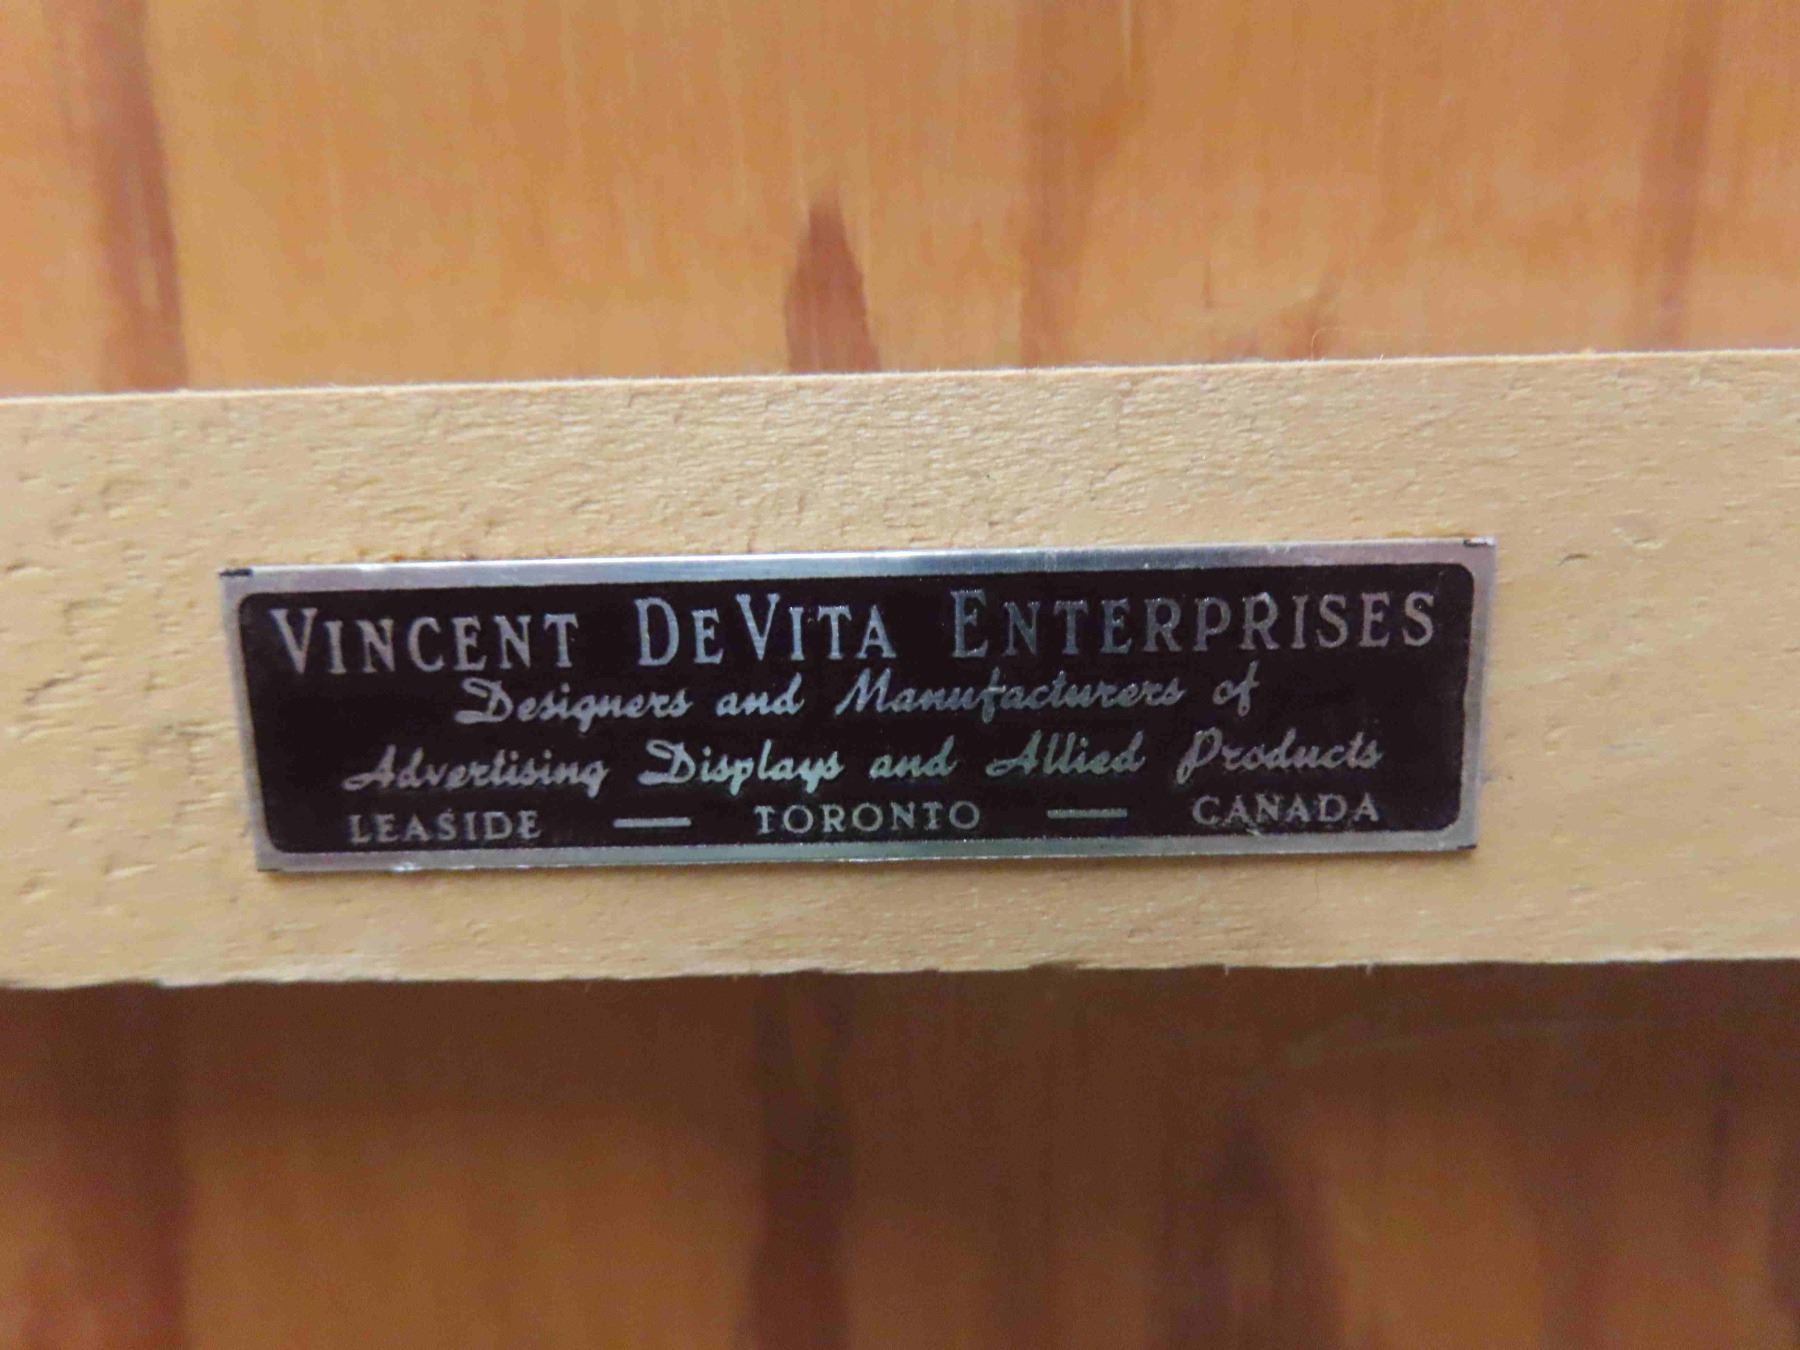 VINCENT DEVITA ENTERPRISES
Designers and Manufacturers of
Advertising Displays and Allied Products
LEASIDE — TORONTO — CANADA